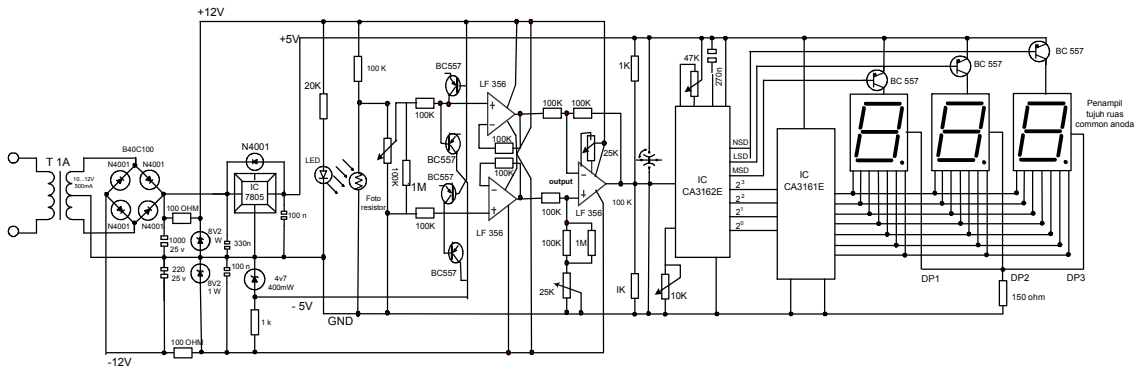 +12V
+5V
T 1A
10...12V
500mA
B40C100
N4001
N4001
N4001
N4001
100 OHM
1000
25 v
220
25 v
8V2
1 W
8V2
1 W
330n
100 n
N4001
IC
7805
100 n
4v7
400mW
1 k
100 OHM
-12V
- 5V
GND
20K
LED
100 K
Foto
resistor
100K
1M
100K
100K
BC557
BC557
BC557
BC557
LF 356
100K
100K
LF 356
100K
100K
25K
output
LF 356
100K
100K
1M
25K
100 K
1K
IK
47K
270n
10K
IC
CA3162E
NSD
LSD
MSD
2³
2²
2¹
2⁰
IC
CA3161E
BC 557
BC 557
BC 557
Penampil
tujuh ruas
common anoda
DP1
DP2
DP3
150 ohm